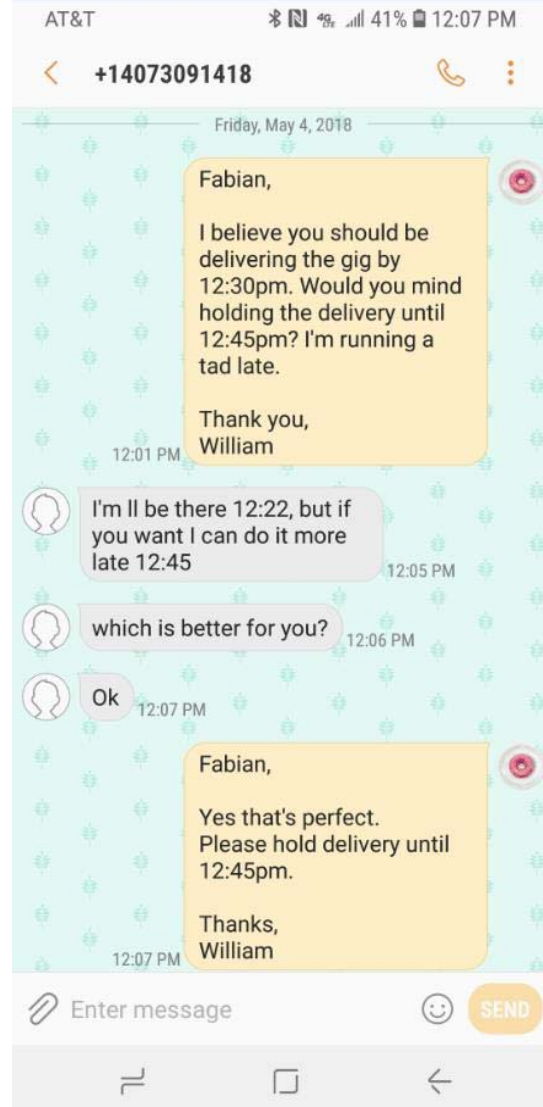 AT&T 4G 41% 12:07 PM
+14073091418
Friday, May 4, 2018
Fabian,
I believe you should be
delivering the gig by
12:30pm. Would you mind
holding the delivery until
12:45pm? I'm running a
tad late.
Thank you,
William
12:01 PM
I'm ll be there 12:22, but if
you want I can do it more
late 12:45
12:05 PM
which is better for you?
12:06 PM
Ok
12:07 PM
Fabian,
Yes that's perfect.
Please hold delivery until
12:45pm.
Thanks,
William
12:07 PM
Enter message
SEND